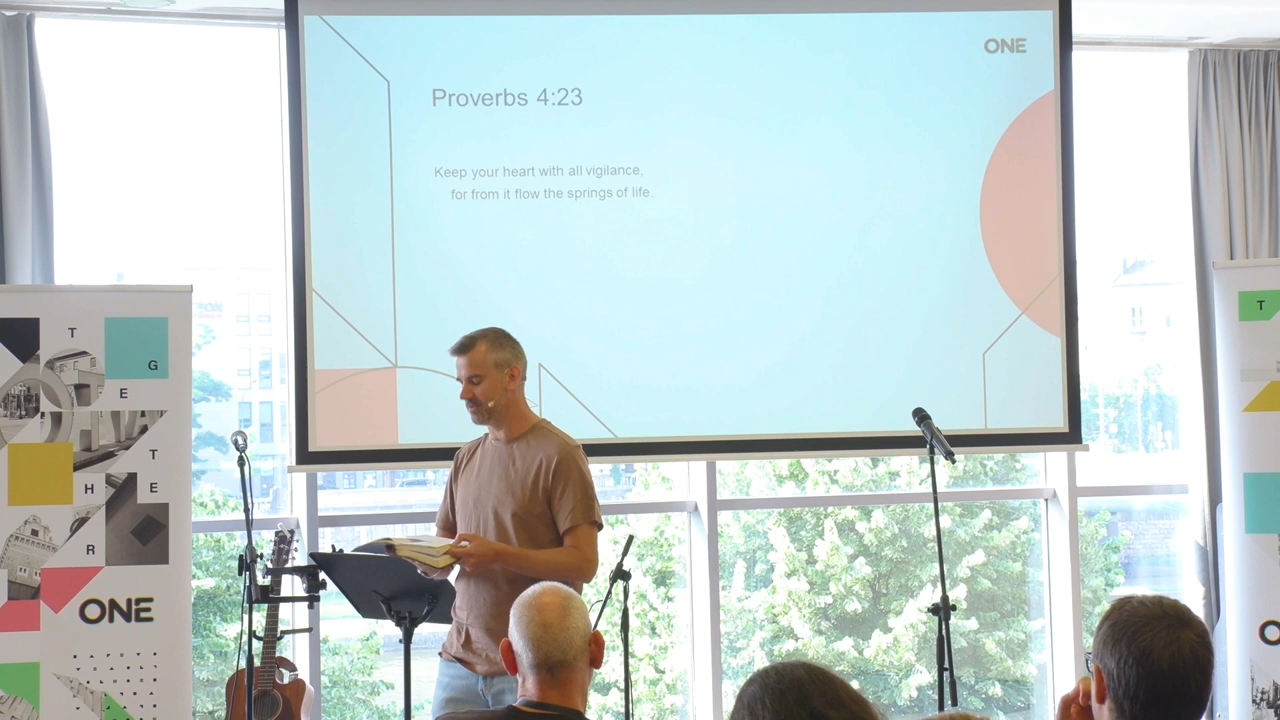 ONE
Proverbs 4:23
Keep your heart with all vigilance,
for from it flow the springs of life.
T
G
E
T
H
E
R
ONE
T